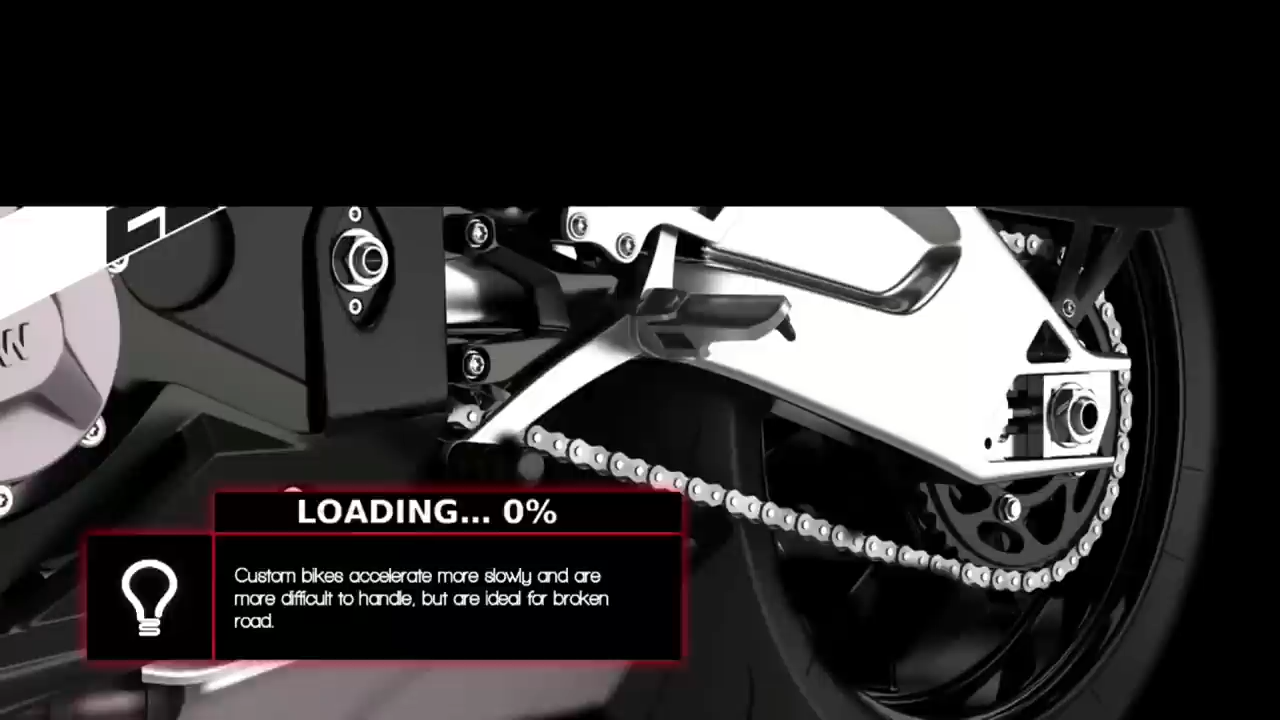 LOADING... 0%
Custom bikes accelerate more slowly and are
more difficult to handle, but are ideal for broken
road.
W